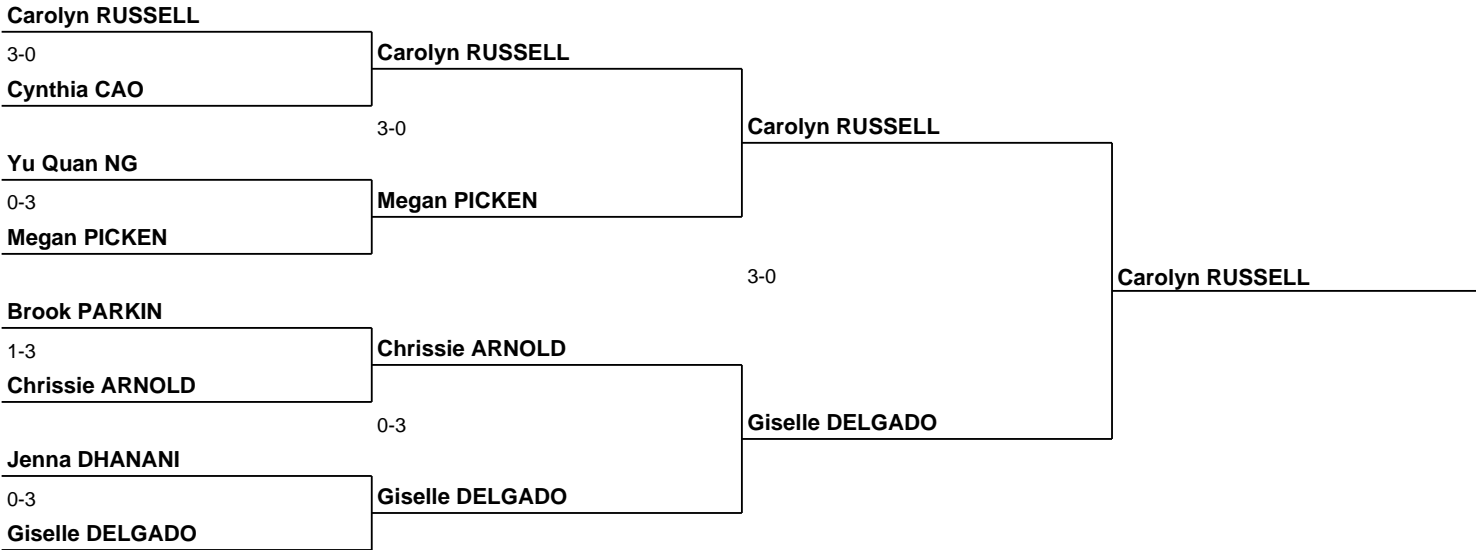 Carolyn RUSSELL
3-0
Cynthia CAO
Yu Quan NG
0-3
Megan PICKEN
Brook PARKIN
1-3
Chrissie ARNOLD
Jenna DHANANI
0-3
Giselle DELGADO
Carolyn RUSSELL
3-0
Megan PICKEN
Chrissie ARNOLD
0-3
Giselle DELGADO
Carolyn RUSSELL
3-0
Giselle DELGADO
Carolyn RUSSELL